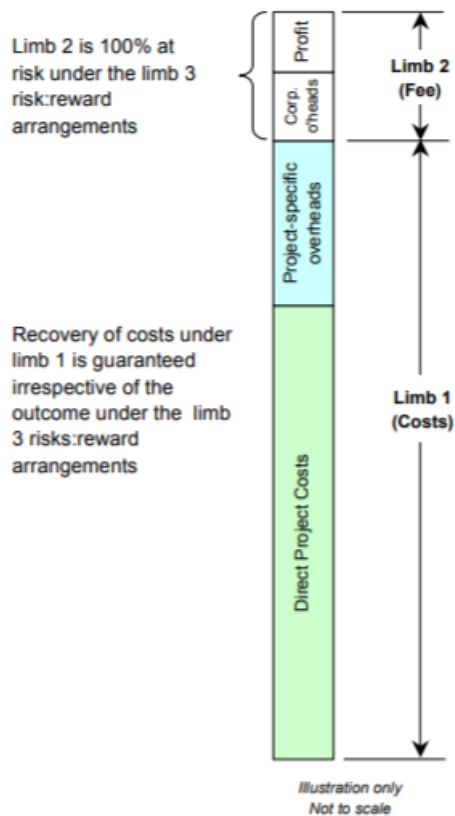 Limb 2 is 100% at
risk under the limb 3
risk:reward
arrangements
Profit
Corp.
o'heads
Limb 2
(Fee)
Project-specific
overheads
Recovery of costs under
limb 1 is guaranteed
irrespective of the
outcome under the limb
3 risks:reward
arrangements
Direct Project Costs
Limb 1
(Costs)
Illustration only
Not to scale